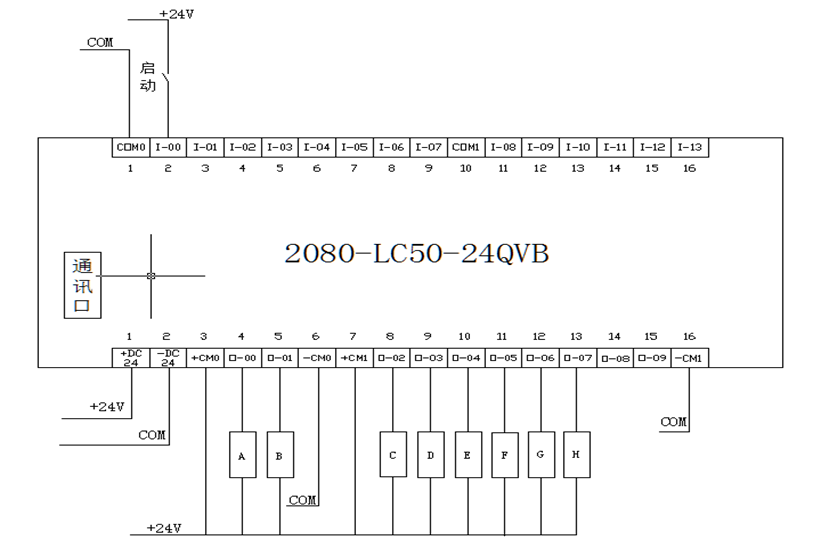 +24V
COM
启
动
COM0 I-00 I-01 I-02 I-03 I-04 I-05 I-06 I-07 COM1 I-08 I-09 I-10 I-11 I-12 I-13
1 2 3 4 5 6 7 8 9 10 11 12 13 14 15 16
2080-LC50-24QVB
通
讯
口
1 2 3 4 5 6 7 8 9 10 11 12 13 14 15 16
+DC -DC +CM0 O-00 O-01 -CM0 +CM1 O-02 O-03 O-04 O-05 O-06 O-07 O-08 O-09 -CM1
24 24
+24V
COM
COM
A B C D E F G H
COM
+24V